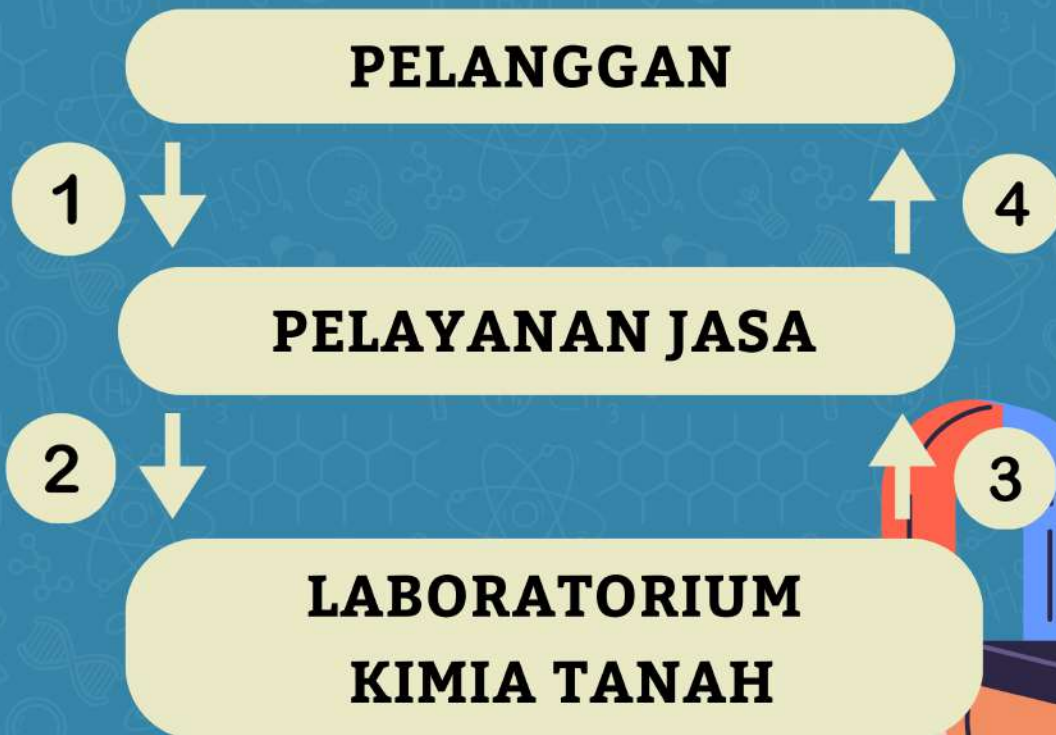 PELANGGAN
1
4
PELAYANAN JASA
2
3
LABORATORIUM
KIMIA TANAH